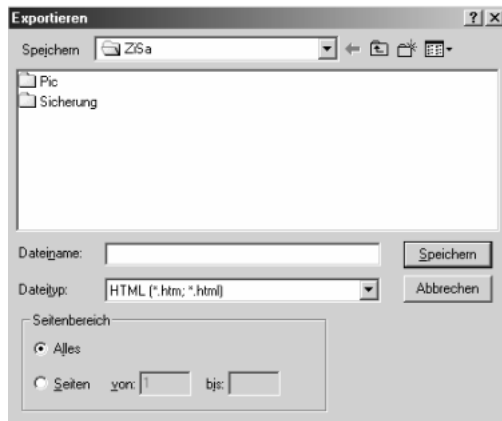 Exportieren
Speichern ZiSa
Pic
Sicherung
Dateiname: Speichern
Dateityp: HTML (*.htm; *.html) Abbrechen
Seitenbereich
Alles
Seiten von: 1 bis: